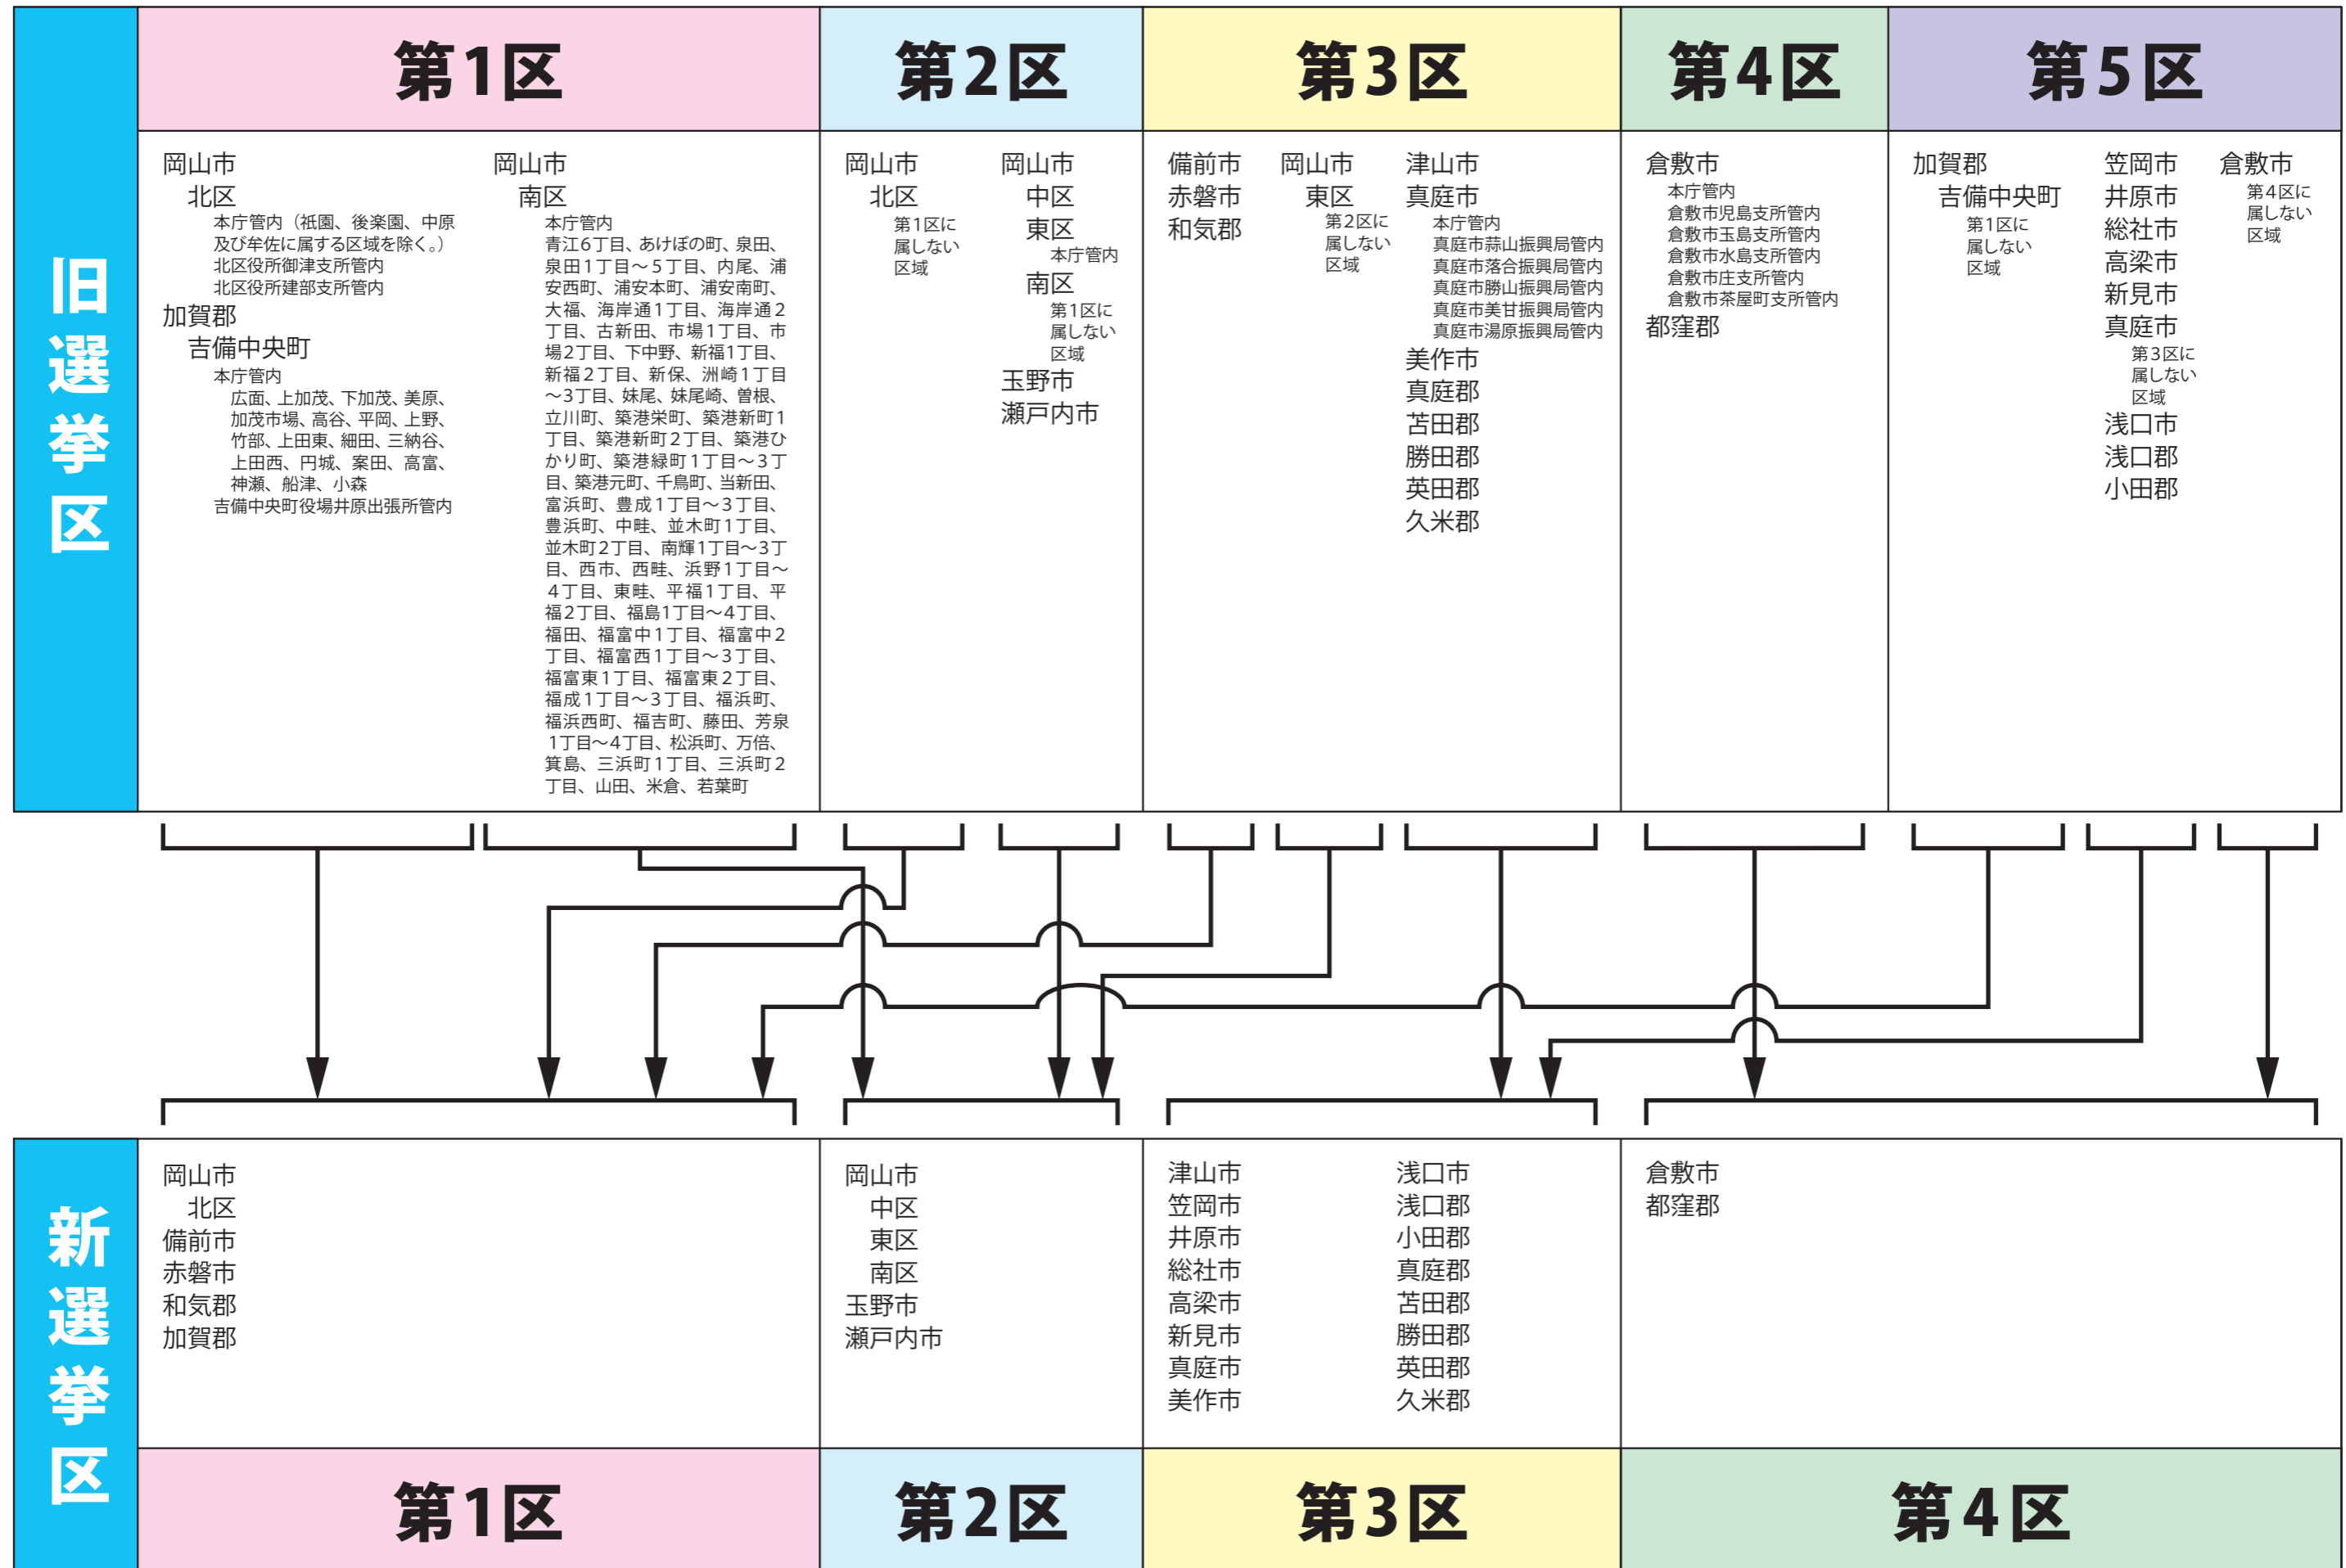 旧選挙区
第1区
岡山市
北区
本庁管内（祇園、後楽園、中原
及び牟佐に属する区域を除く。）
北区役所御津支所管内
北区役所建部支所管内
加賀郡
吉備中央町
本庁管内
広面、上加茂、下加茂、美原、
加茂市場、高谷、平岡、上野、
竹部、上田東、細田、三納谷、
上田西、円城、案田、高富、
神瀬、船津、小森
吉備中央町役場井原出張所管内
岡山市
南区
本庁管内
青江6丁目、あけぼの町、泉田、
泉田1丁目～5丁目、内尾、浦
安西町、浦安本町、浦安南町、
大福、海岸通1丁目、海岸通2
丁目、古新田、市場1丁目、市
場2丁目、下中野、新福1丁目、
新福2丁目、新保、洲崎1丁目
～3丁目、妹尾、妹尾崎、曽根、
立川町、築港栄町、築港新町1
丁目、築港新町2丁目、築港ひ
かり町、築港緑町1丁目～3丁
目、築港元町、千鳥町、当新田、
富浜町、豊成1丁目～3丁目、
豊浜町、中畦、並木町1丁目、
並木町2丁目、南輝1丁目～3丁
目、西市、西畦、浜野1丁目～
4丁目、東畦、平福1丁目、平
福2丁目、福島1丁目～4丁目、
福田、福富中1丁目、福富中2
丁目、福富西1丁目～3丁目、
福富東1丁目、福富東2丁目、
福成1丁目～3丁目、福浜町、
福浜西町、福吉町、藤田、芳泉
1丁目～4丁目、松浜町、万倍、
箕島、三浜町1丁目、三浜町2
丁目、山田、米倉、若葉町
第2区
岡山市
北区
第1区に
属しない
区域
岡山市
中区
東区
本庁管内
南区
第1区に
属しない
区域
玉野市
瀬戸内市
第3区
備前市
赤磐市
和気郡
岡山市
東区
第2区に
属しない
区域
津山市
真庭市
本庁管内
真庭市蒜山振興局管内
真庭市落合振興局管内
真庭市勝山振興局管内
真庭市美甘振興局管内
真庭市湯原振興局管内
美作市
真庭郡
苫田郡
勝田郡
英田郡
久米郡
第4区
倉敷市
本庁管内
倉敷市児島支所管内
倉敷市玉島支所管内
倉敷市水島支所管内
倉敷市庄支所管内
倉敷市茶屋町支所管内
都窪郡
第5区
加賀郡
吉備中央町
第1区に
属しない
区域
笠岡市
井原市
総社市
高梁市
新見市
真庭市
第3区に
属しない
区域
浅口市
浅口郡
小田郡
倉敷市
第4区に
属しない
区域
新選挙区
岡山市
北区
備前市
赤磐市
和気郡
加賀郡
第1区
岡山市
中区
東区
南区
玉野市
瀬戸内市
第2区
津山市
笠岡市
井原市
総社市
高梁市
新見市
真庭市
美作市
浅口市
浅口郡
小田郡
真庭郡
苫田郡
勝田郡
英田郡
久米郡
第3区
倉敷市
都窪郡
第4区